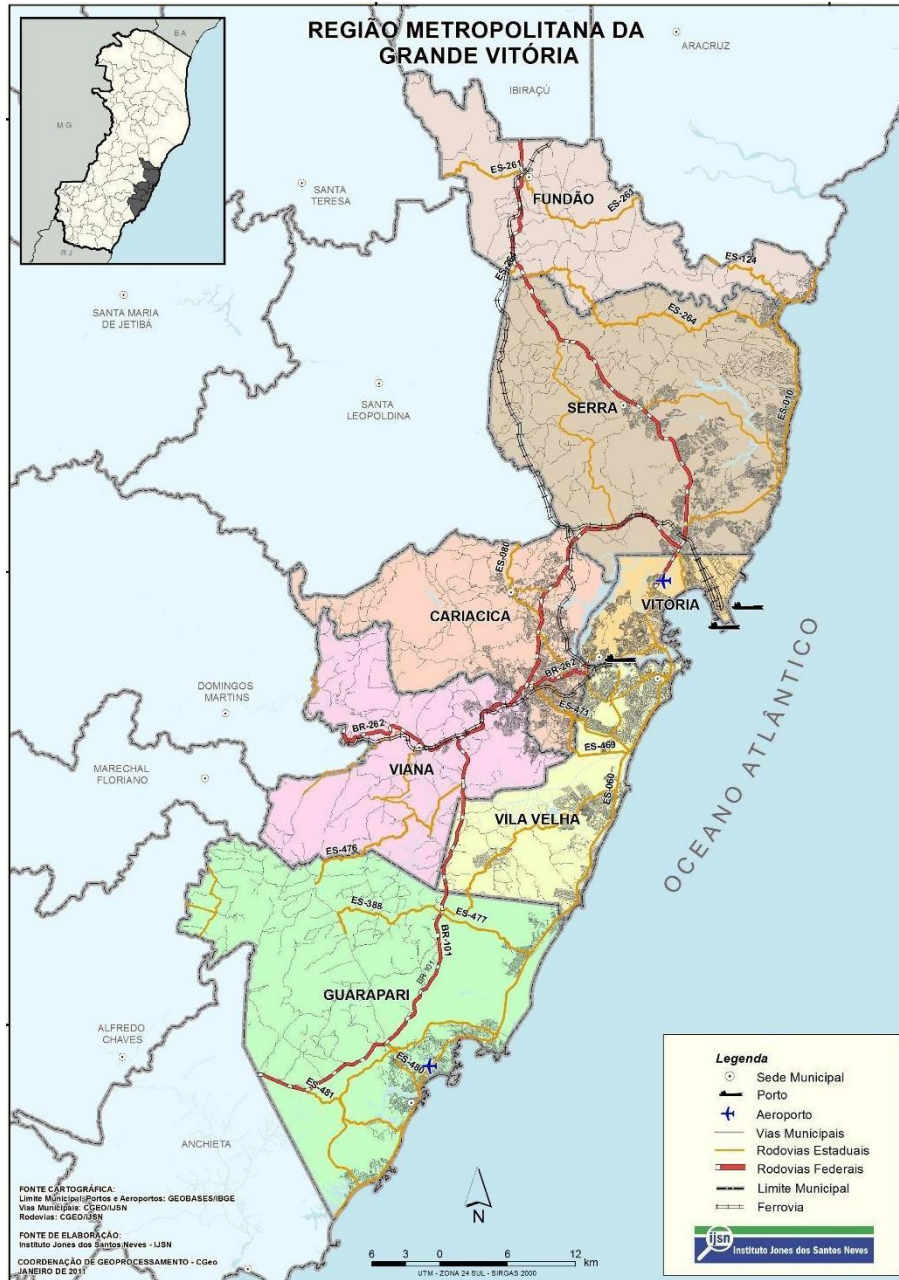 REGIÃO METROPOLITANA DA
GRANDE VITÓRIA
BA
MG
RJ
ARACRUZ
IBIRAÇÚ
SANTA
TERESA
ES-261
FUNDÃO
ES-261
ES-124
ES-264
SANTA MARIA
DE JETIBÁ
SANTA
LEOPOLDINA
SERRA
ES-010
ES-080
CARIACICA
VITÓRIA
BR-262
DOMINGOS
MARTINS
BR-262
ES-471
ES-469
MARECHAL
FLORIANO
VIANA
ES-060
VILA VELHA
OCEANO ATLÂNTICO
ES-476
ES-388
ES-477
BR-101
BR 101
GUARAPARI
ALFREDO
CHAVES
ES-480
ES-481
ANCHIETA
Legenda
Sede Municipal
Porto
Aeroporto
Vias Municipais
Rodovias Estaduais
Rodovias Federais
Limite Municipal
Ferrovia
ijsn
Instituto Jones dos Santos Neves
FONTE CARTOGRÁFICA:
Limite Municipal, Portos e Aeroportos: GEOBASES/IBGE
Vias Municipais: CGEO/IJSN
Rodovias: CGEO/IJSN
FONTE DE ELABORAÇÃO:
Instituto Jones dos Santos Neves - IJSN
COORDENAÇÃO DE GEOPROCESSAMENTO - CGeo
JANEIRO DE 2011
N
6 3 0 6 12
km
UTM - ZONA 24 SUL - SIRGAS 2000